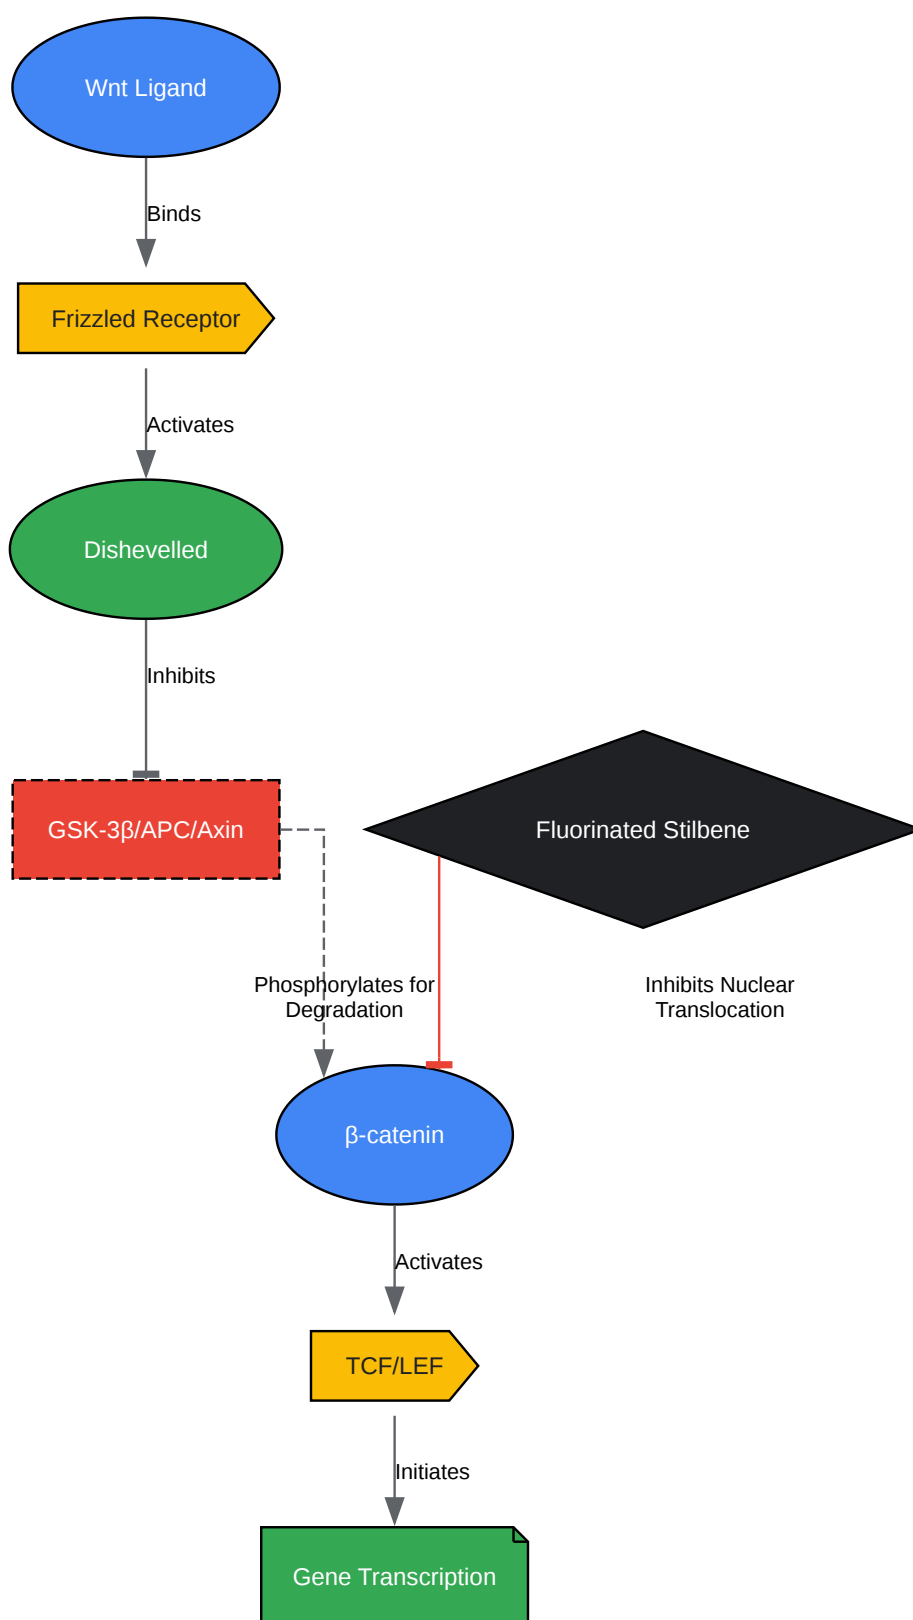 Wnt Ligand
Binds
Frizzled Receptor
Activates
Dishevelled
Inhibits
GSK-3β/APC/Axin
Fluorinated Stilbene
Phosphorylates for
Degradation
Inhibits Nuclear
Translocation
β-catenin
Activates
TCF/LEF
Initiates
Gene Transcription